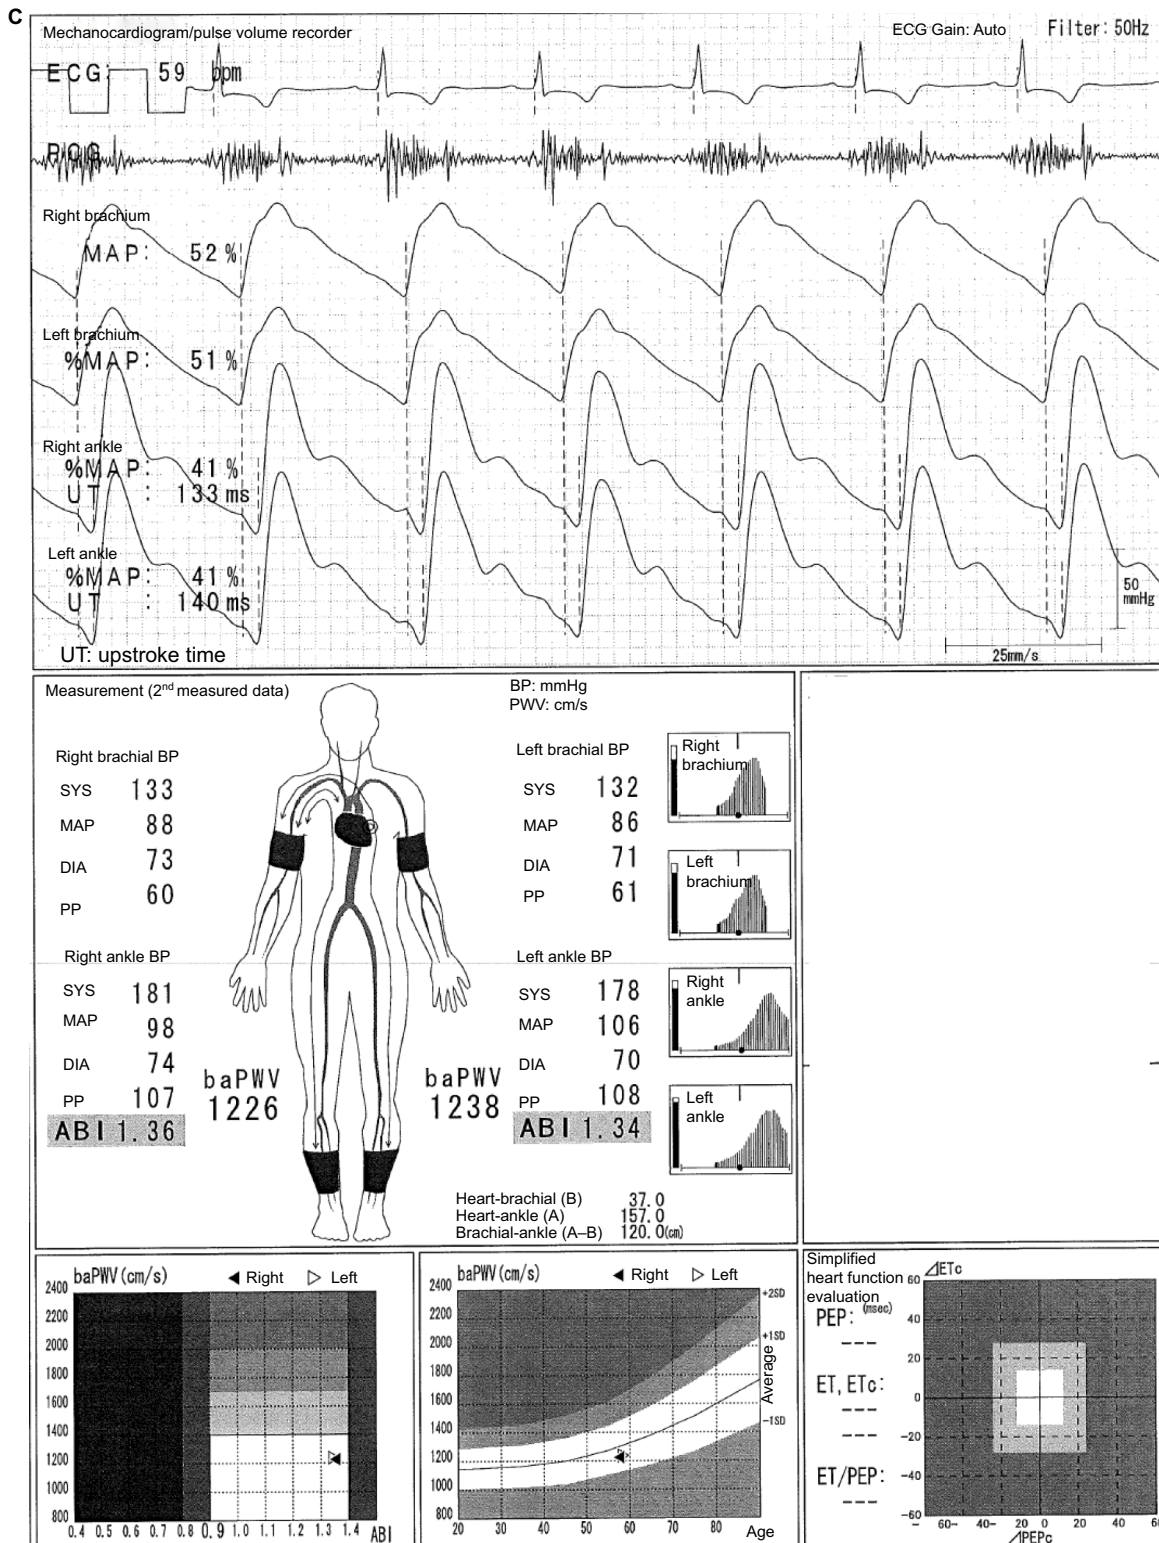 C
Mechanocardiogram/pulse volume recorder
ECG Gain: Auto
Filter: 50Hz
ECG: 59 bpm
PCG
Right brachium
MAP: 52 %
Left brachium
%MAP: 51 %
Right ankle
%MAP: 41 %
UT : 133 ms
Left ankle
%MAP: 41 %
UT : 140 ms
50
mmHg
UT: upstroke time
25mm/s
Measurement (2nd measured data)
BP: mmHg
PWV: cm/s
Right brachial BP
SYS 133
MAP 88
DIA 73
PP 60
Left brachial BP
SYS 132
MAP 86
DIA 71
PP 61
Right
brachium
Left
brachium
Right ankle BP
SYS 181
MAP 98
DIA 74
PP 107
ABI 1.36
baPWV
1226
baPWV
1238
Left ankle BP
SYS 178
MAP 106
DIA 70
PP 108
ABI 1.34
Right
ankle
Left
ankle
Heart-brachial (B) 37.0
Heart-ankle (A) 157.0
Brachial-ankle (A–B) 120.0(cm)
baPWV(cm/s) Right Left
2400
2200
2000
1800
1600
1400
1200
1000
800
0.4 0.5 0.6 0.7 0.8 0.9 1.0 1.1 1.2 1.3 1.4 ABI
baPWV(cm/s) Right Left
2400
2200
2000
1800
1600
1400
1200
1000
800
+2SD
+1SD
Average
-1SD
20 30 40 50 60 70 80 Age
Simplified
heart function
evaluation
PEP: (msec)
---
ET, ETc:
---
---
ET/PEP:
---
⊿ETc
60
40
20
0
-20
-40
-60
- 60- 40- 20 0 20 40 60
⊿PEPc